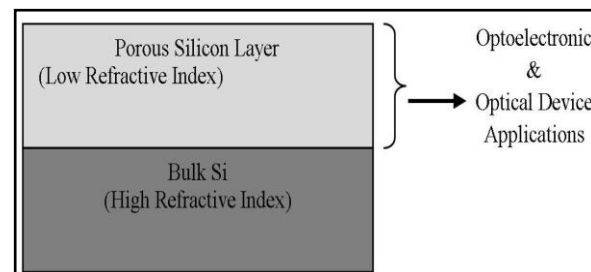 Porous Silicon Layer
(Low Refractive Index)
Bulk Si
(High Refractive Index)
Optoelectronic
&
Optical Device
Applications